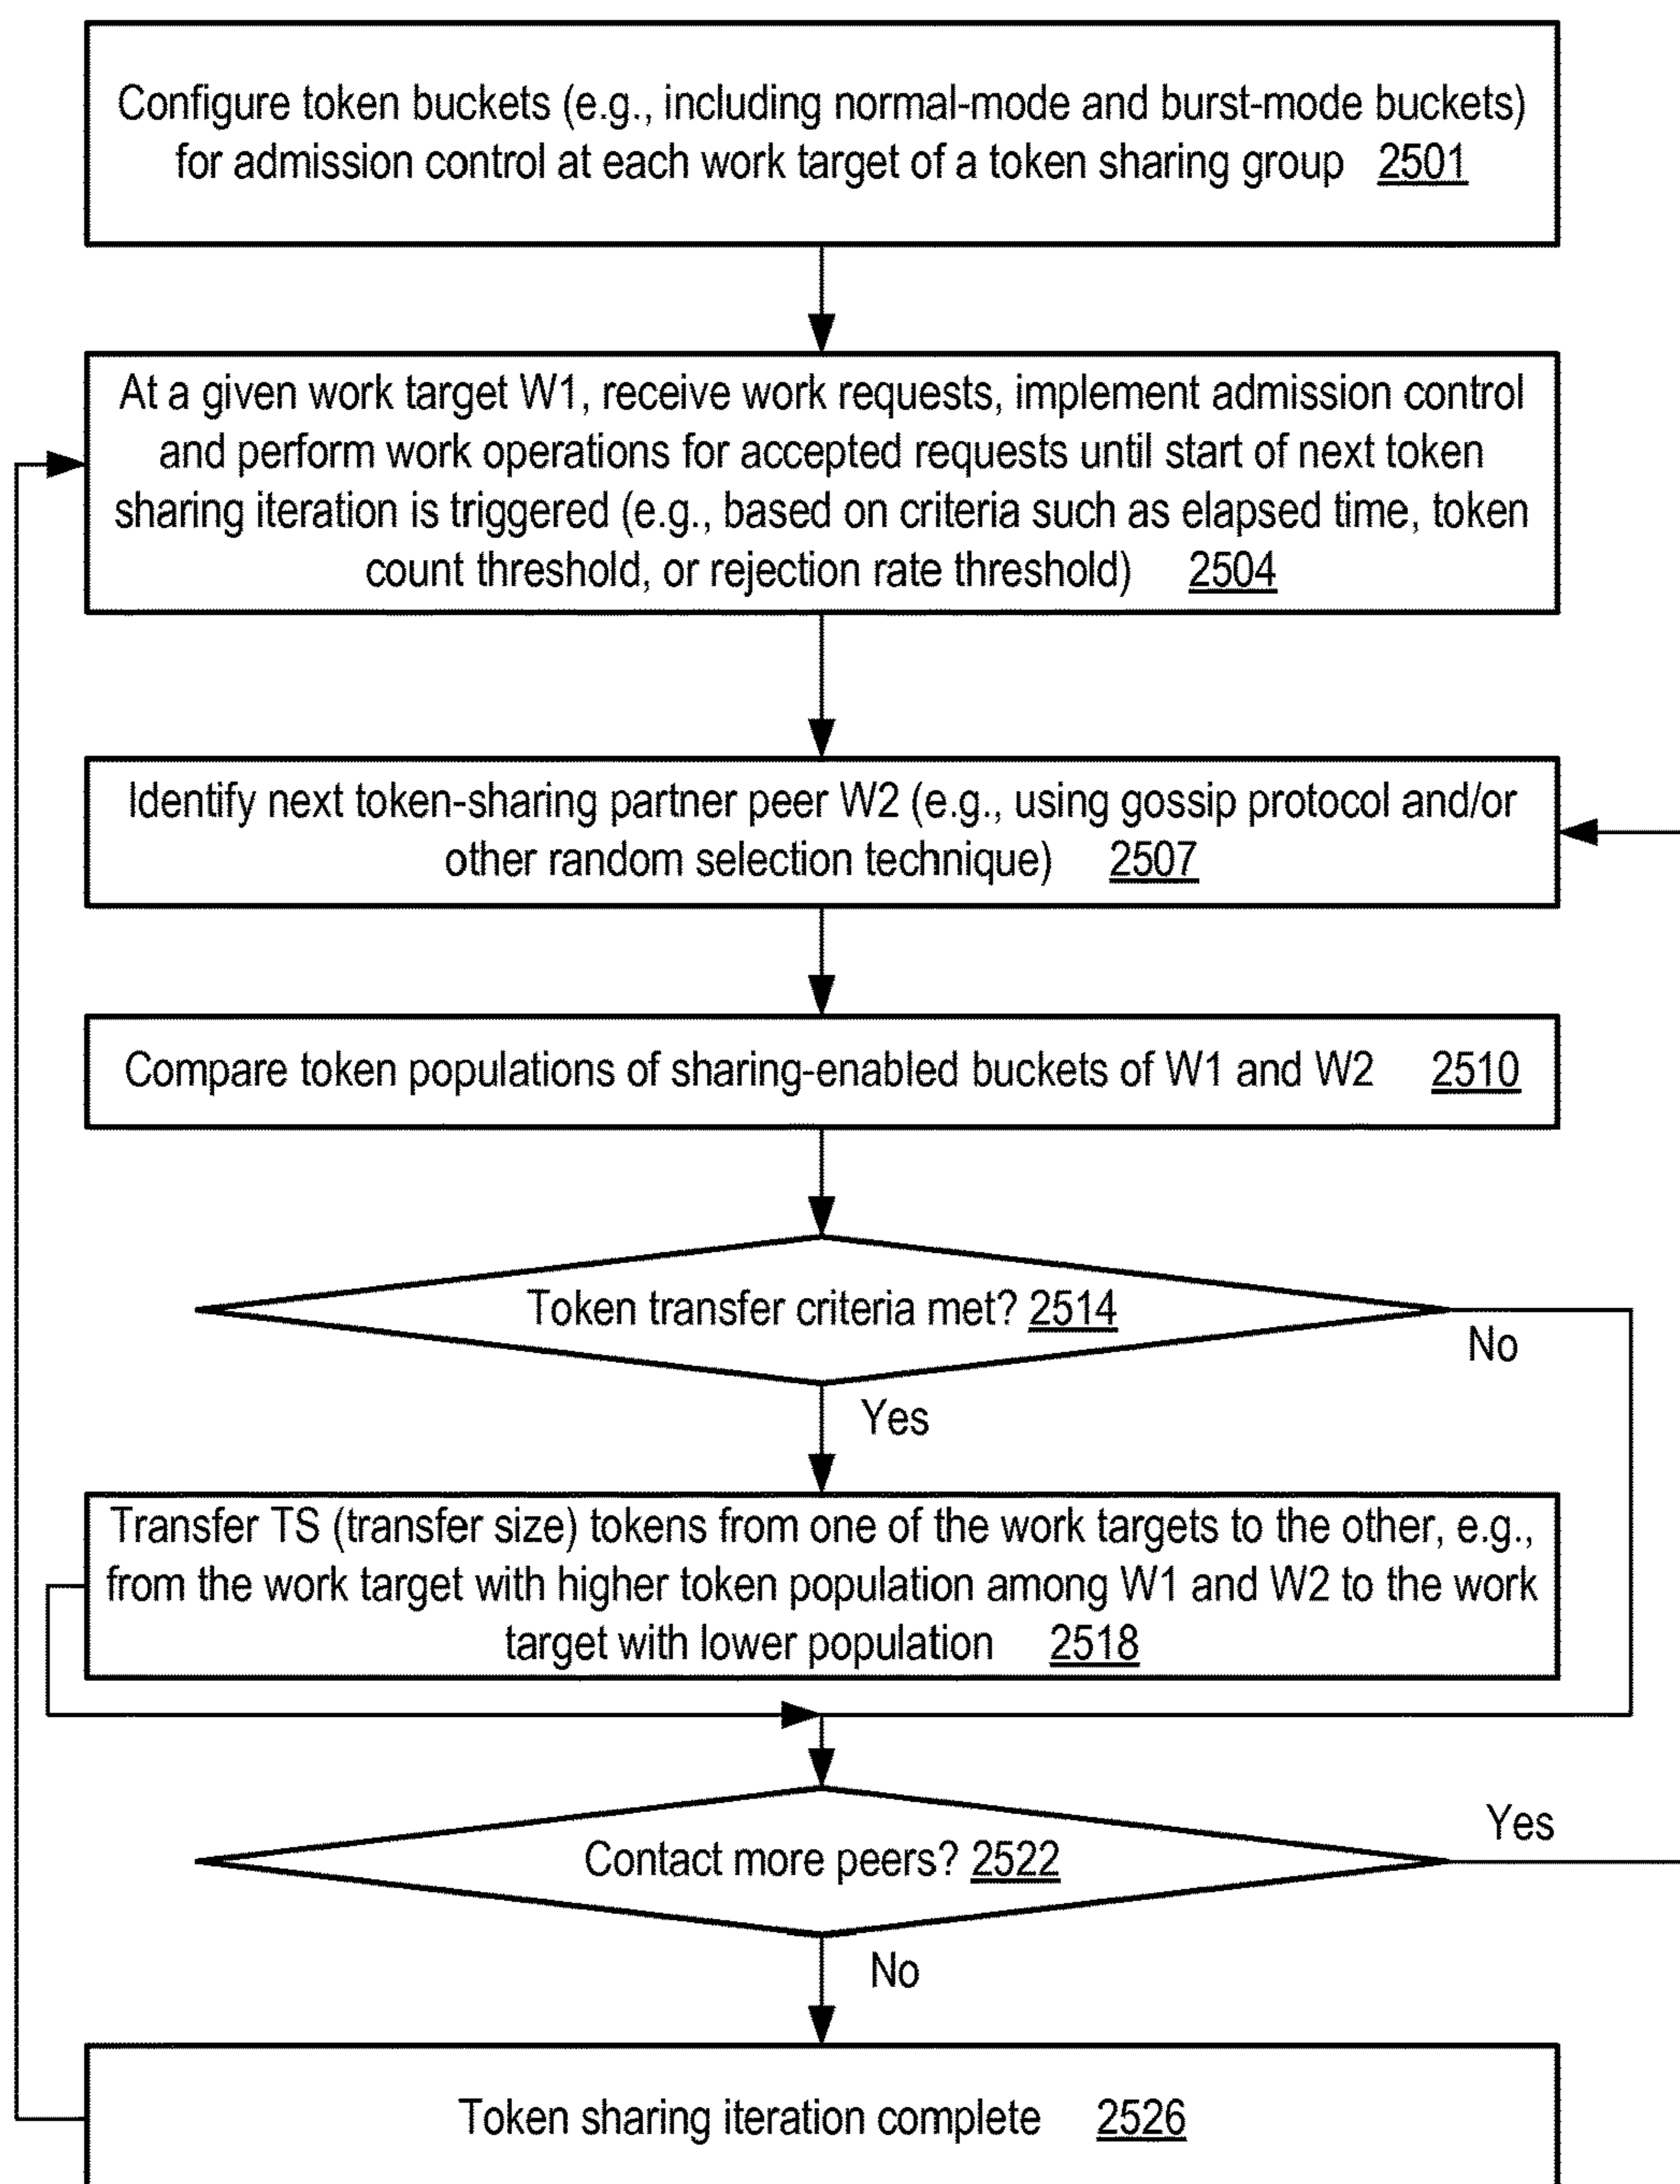 Configure token buckets (e.g., including normal-mode and burst-mode buckets)
for admission control at each work target of a token sharing group 2501
At a given work target W1, receive work requests, implement admission control
and perform work operations for accepted requests until start of next token
sharing iteration is triggered (e.g., based on criteria such as elapsed time, token
count threshold, or rejection rate threshold) 2504
Identify next token-sharing partner peer W2 (e.g., using gossip protocol and/or
other random selection technique) 2507
Compare token populations of sharing-enabled buckets of W1 and W2 2510
Token transfer criteria met? 2514
No
Yes
Transfer TS (transfer size) tokens from one of the work targets to the other, e.g.,
from the work target with higher token population among W1 and W2 to the work
target with lower population 2518
Yes
Contact more peers? 2522
No
Token sharing iteration complete 2526